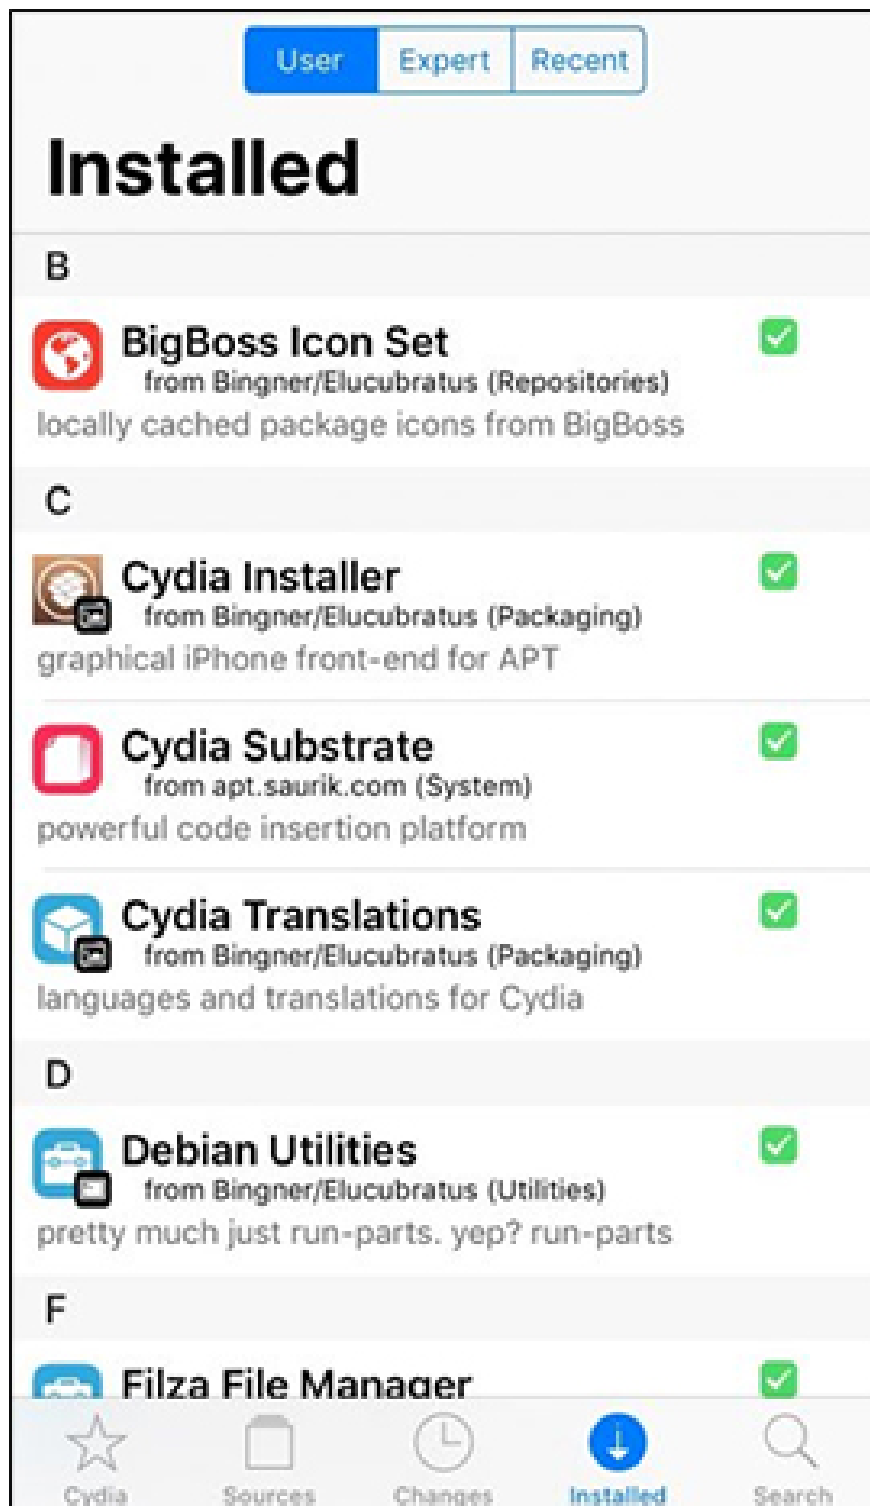 User Expert Recent
Installed
B
BigBoss Icon Set
from Bingner/Elucubratus (Repositories)
locally cached package icons from BigBoss
C
Cydia Installer
from Bingner/Elucubratus (Packaging)
graphical iPhone front-end for APT
Cydia Substrate
from apt.saurik.com (System)
powerful code insertion platform
Cydia Translations
from Bingner/Elucubratus (Packaging)
languages and translations for Cydia
D
Debian Utilities
from Bingner/Elucubratus (Utilities)
pretty much just run-parts. yep? run-parts
F
Filza File Manager
Cydia Sources Changes Installed Search